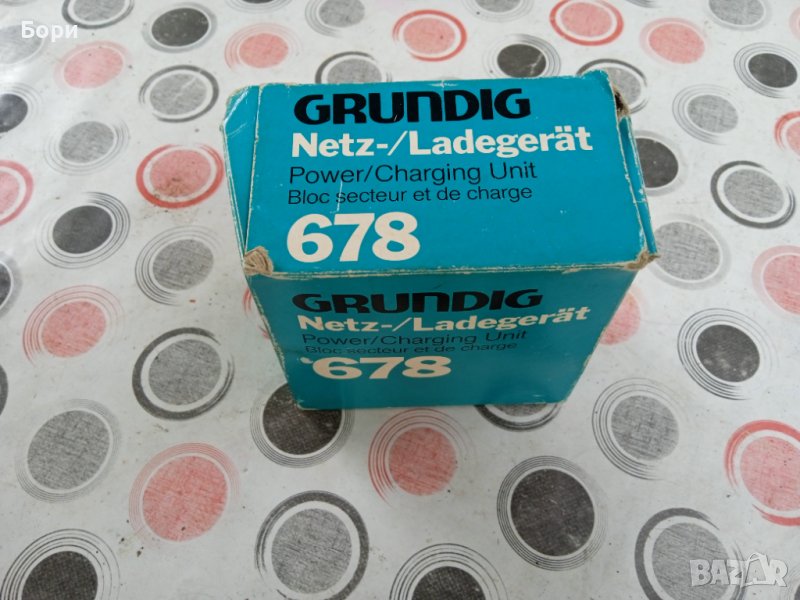 Бори
GRUNDIG
Netz-/Ladegerät
Power/Charging Unit
Bloc secteur et de charge
678
GRUNDIG
Netz-/Ladegerät
Power/Charging Unit
Bloc secteur et de charge
678
BAZAR